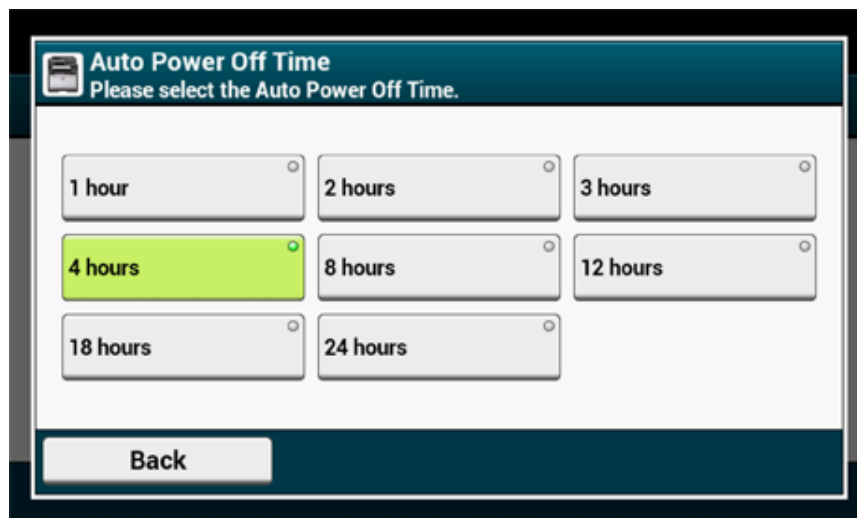 Auto Power Off Time
Please select the Auto Power Off Time.
1 hour
2 hours
3 hours
4 hours
8 hours
12 hours
18 hours
24 hours
Back